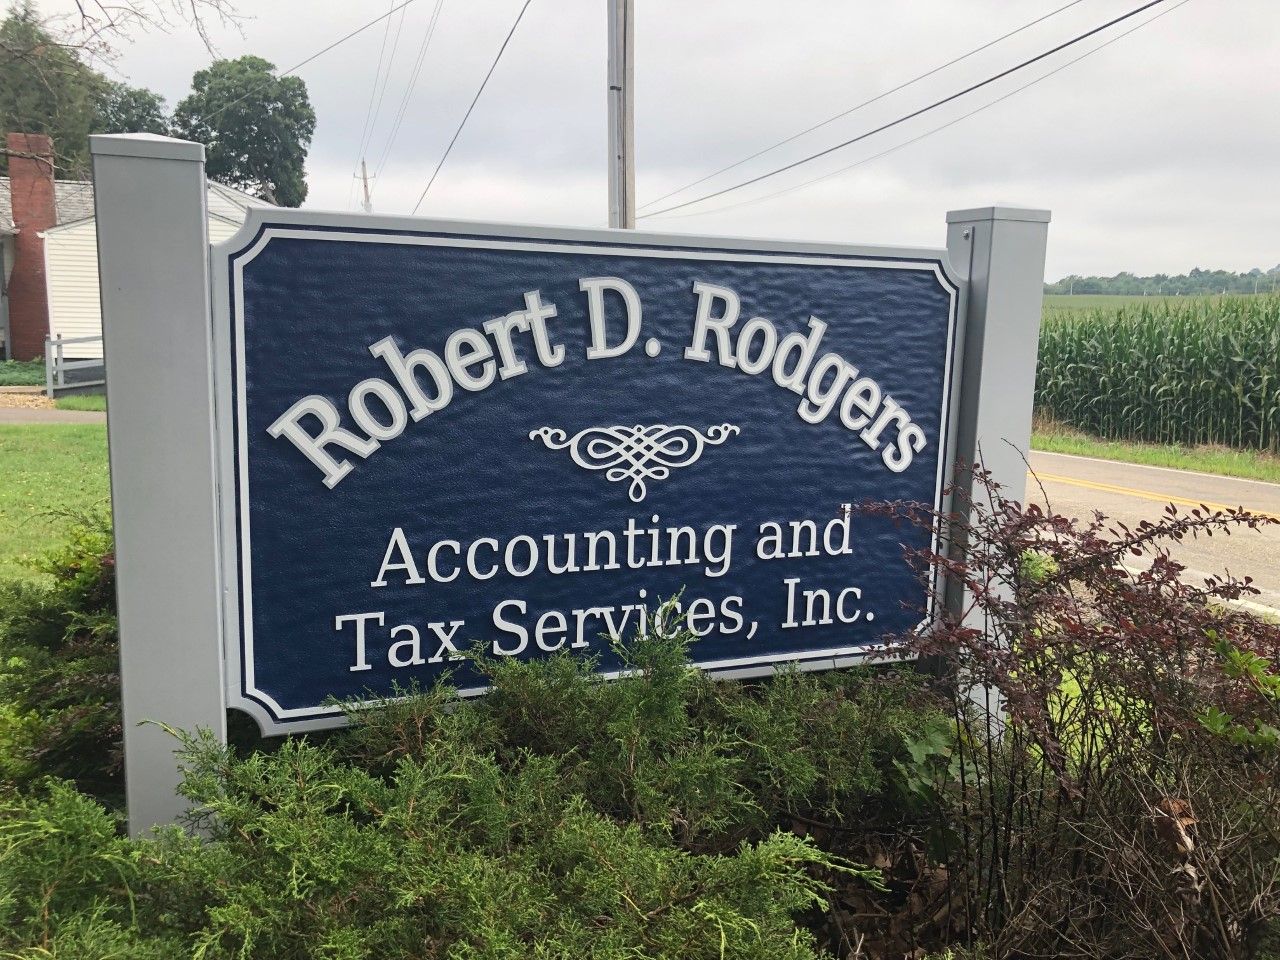 Robert D. Rodgers
Accounting and
Tax Services, Inc.